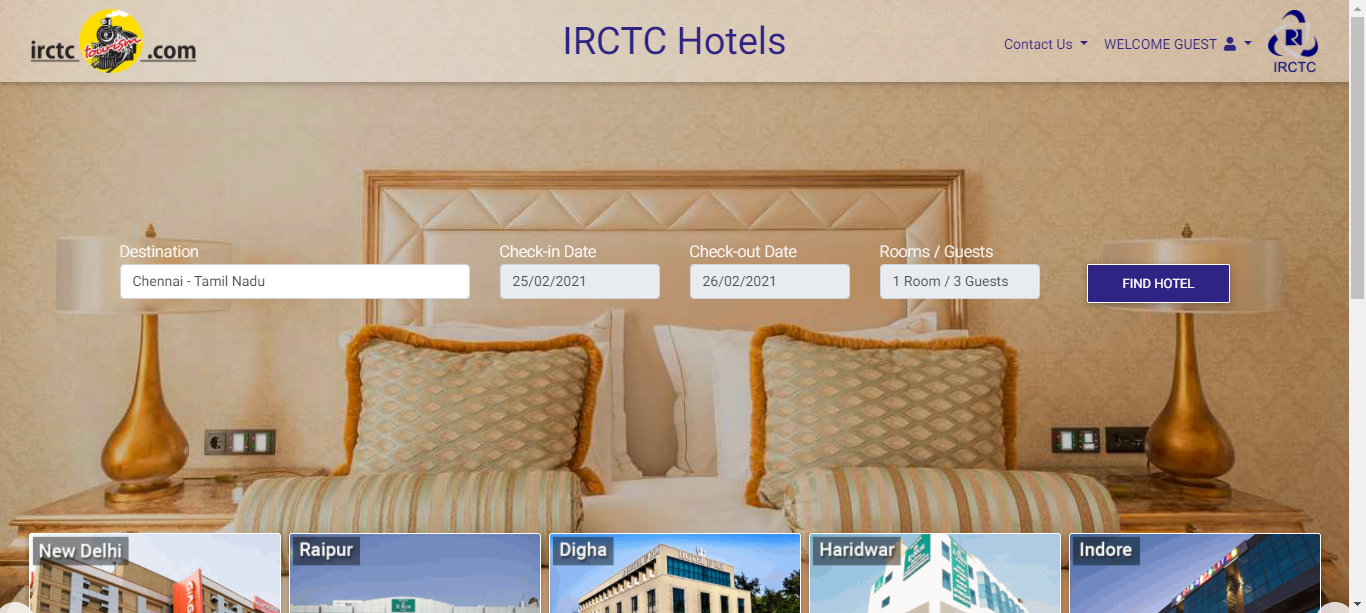 irctc tourism .com
IRCTC Hotels
Contact Us
WELCOME GUEST
IRCTC
Destination
Check-in Date
Check-out Date
Rooms / Guests
Chennai - Tamil Nadu
25/02/2021
26/02/2021
1 Room / 3 Guests
FIND HOTEL
New Delhi
Raipur
Digha
Haridwar
Indore